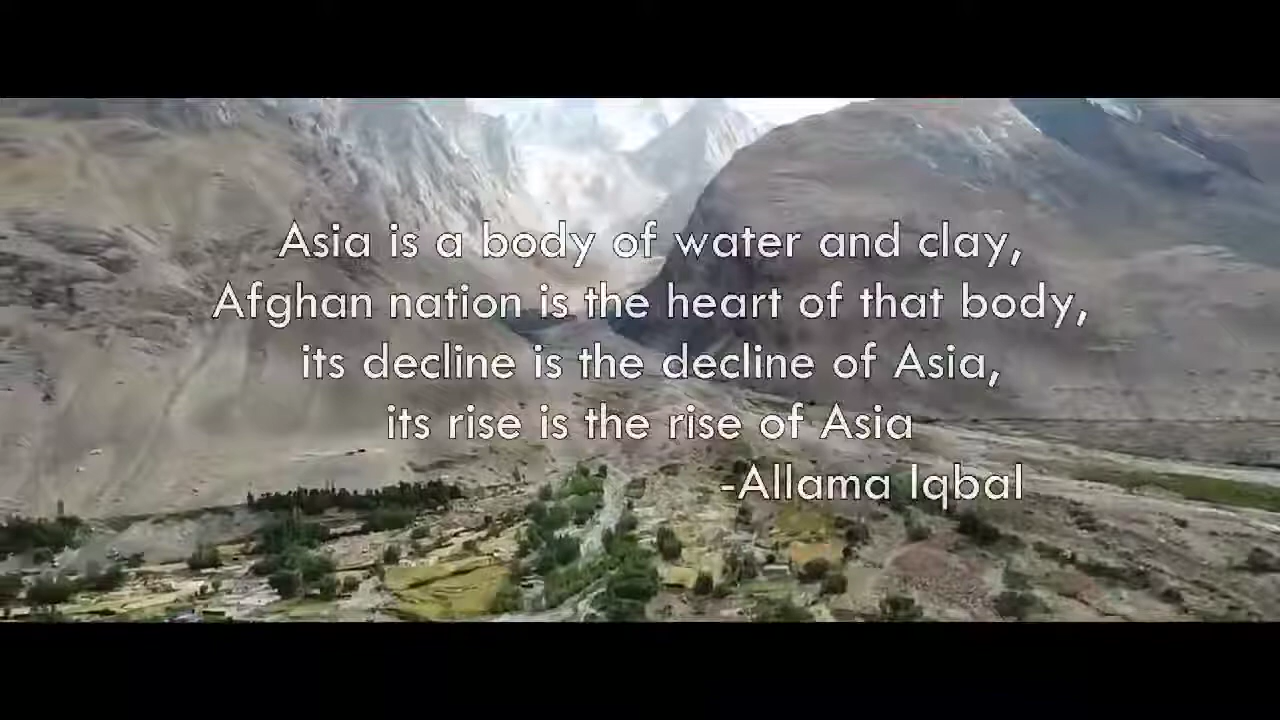 Asia is a body of water and clay,
Afghan nation is the heart of that body,
its decline is the decline of Asia,
its rise is the rise of Asia
-Allama Iqbal